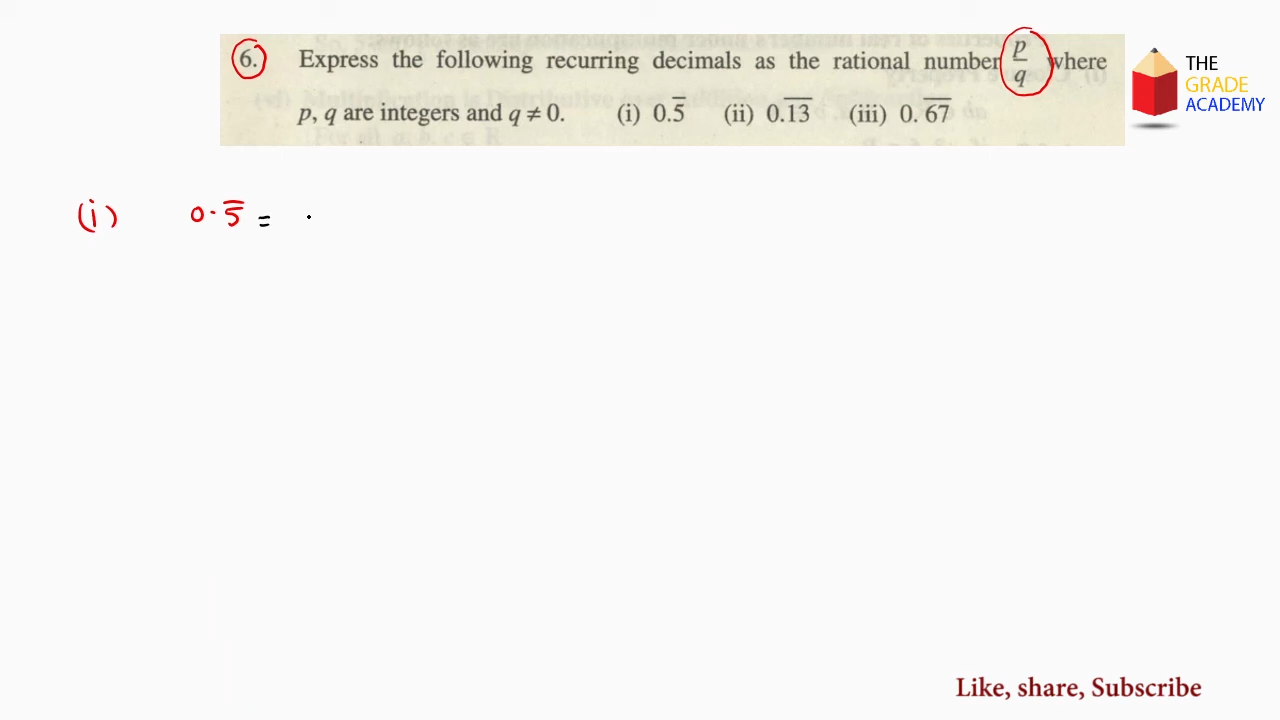 6. Express the following recurring decimals as the rational number p/q where
p, q are integers and q ≠ 0. (i) 0.5̅ (ii) 0.1̅3̅ (iii) 0. 6̅7̅
THE
GRADE
ACADEMY
(i) 0·5̅ =
Like, share, Subscribe